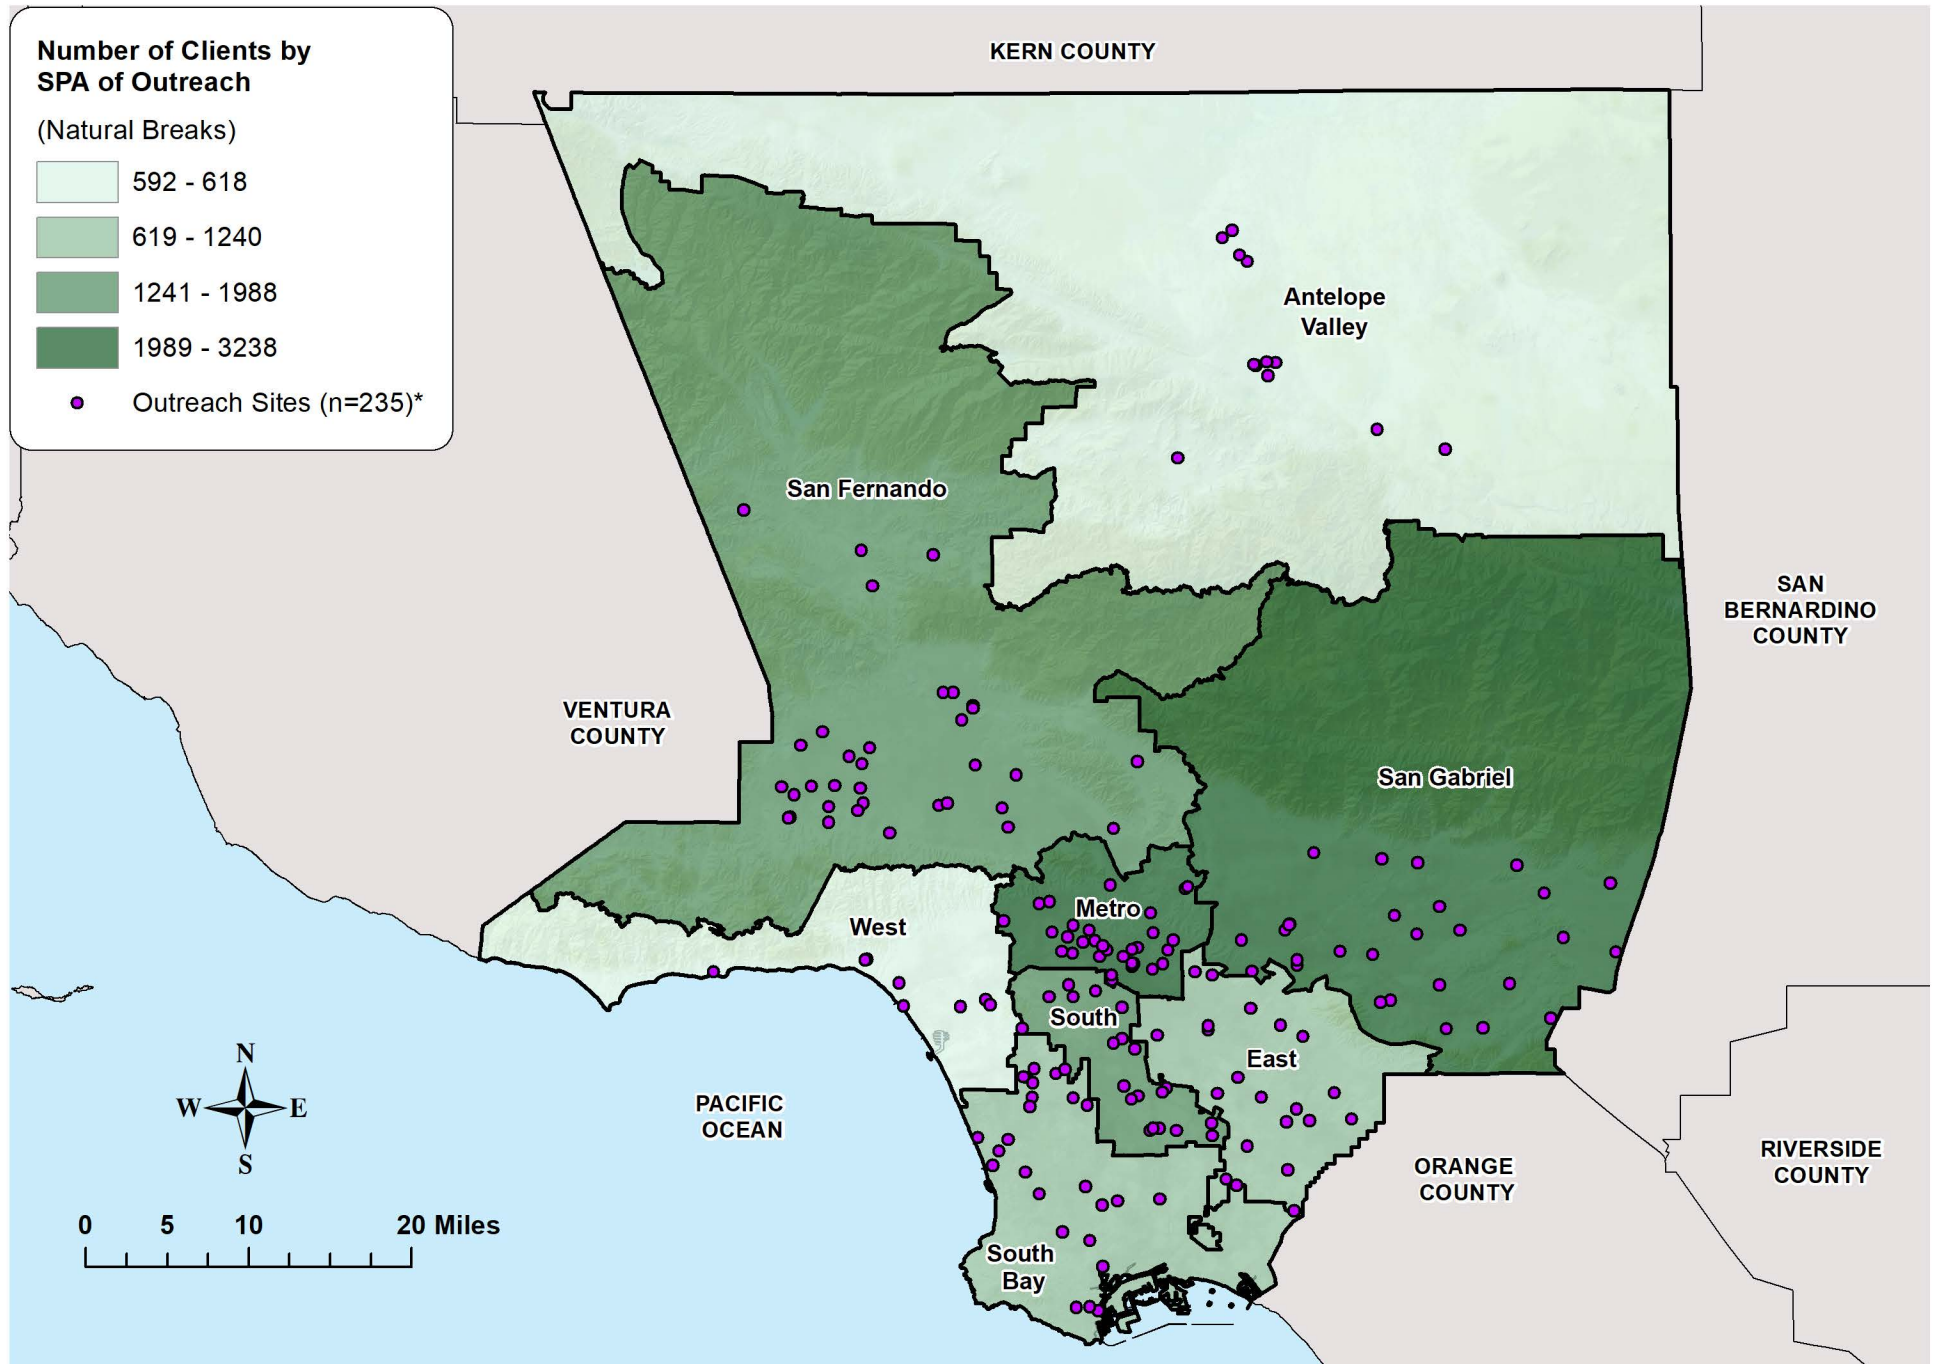 Number of Clients by
SPA of Outreach
(Natural Breaks)
592 - 618
619 - 1240
1241 - 1988
1989 - 3238
Outreach Sites (n=235)*
KERN COUNTY
Antelope
Valley
San Fernando
SAN
BERNARDINO
COUNTY
VENTURA
COUNTY
San Gabriel
West
Metro
South
East
PACIFIC
OCEAN
ORANGE
COUNTY
RIVERSIDE
COUNTY
South
Bay
N
W E
S
0 5 10 20 Miles